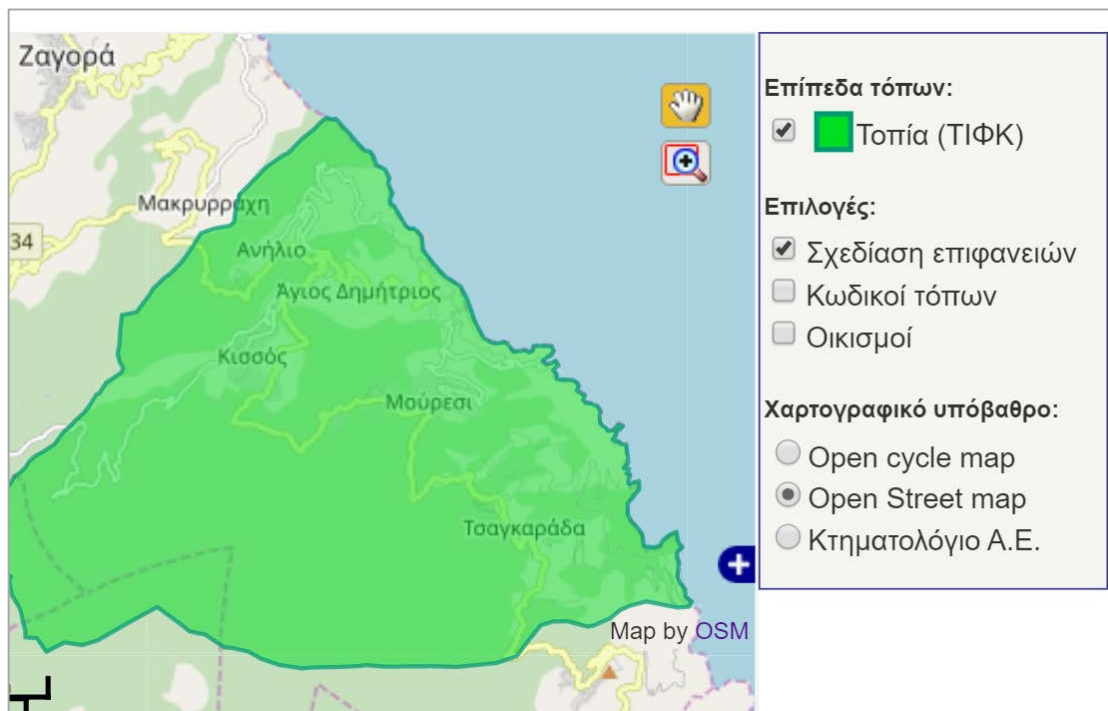 Ζαγορά
Μακρυρράχη
34
Ανήλιο
Άγιος Δημήτριος
Κισσός
Μούρεσι
Τσαγκαράδα
Map by OSM
Επίπεδα τόπων:
Τοπία (ΤΙΦΚ)
Επιλογές:
Σχεδίαση επιφανειών
Κωδικοί τόπων
Οικισμοί
Χαρτογραφικό υπόβαθρο:
Open cycle map
Open Street map
Κτηματολόγιο Α.Ε.